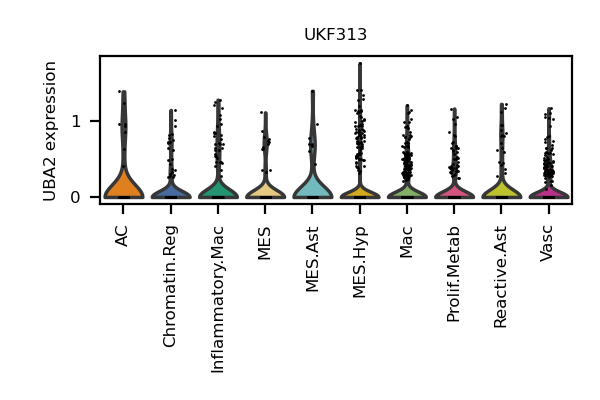 UKF313
UBA2 expression
1
0
AC
Chromatin.Reg
Inflammatory.Mac
MES
MES.Ast
MES.Hyp
Mac
Prolif.Metab
Reactive.Ast
Vasc